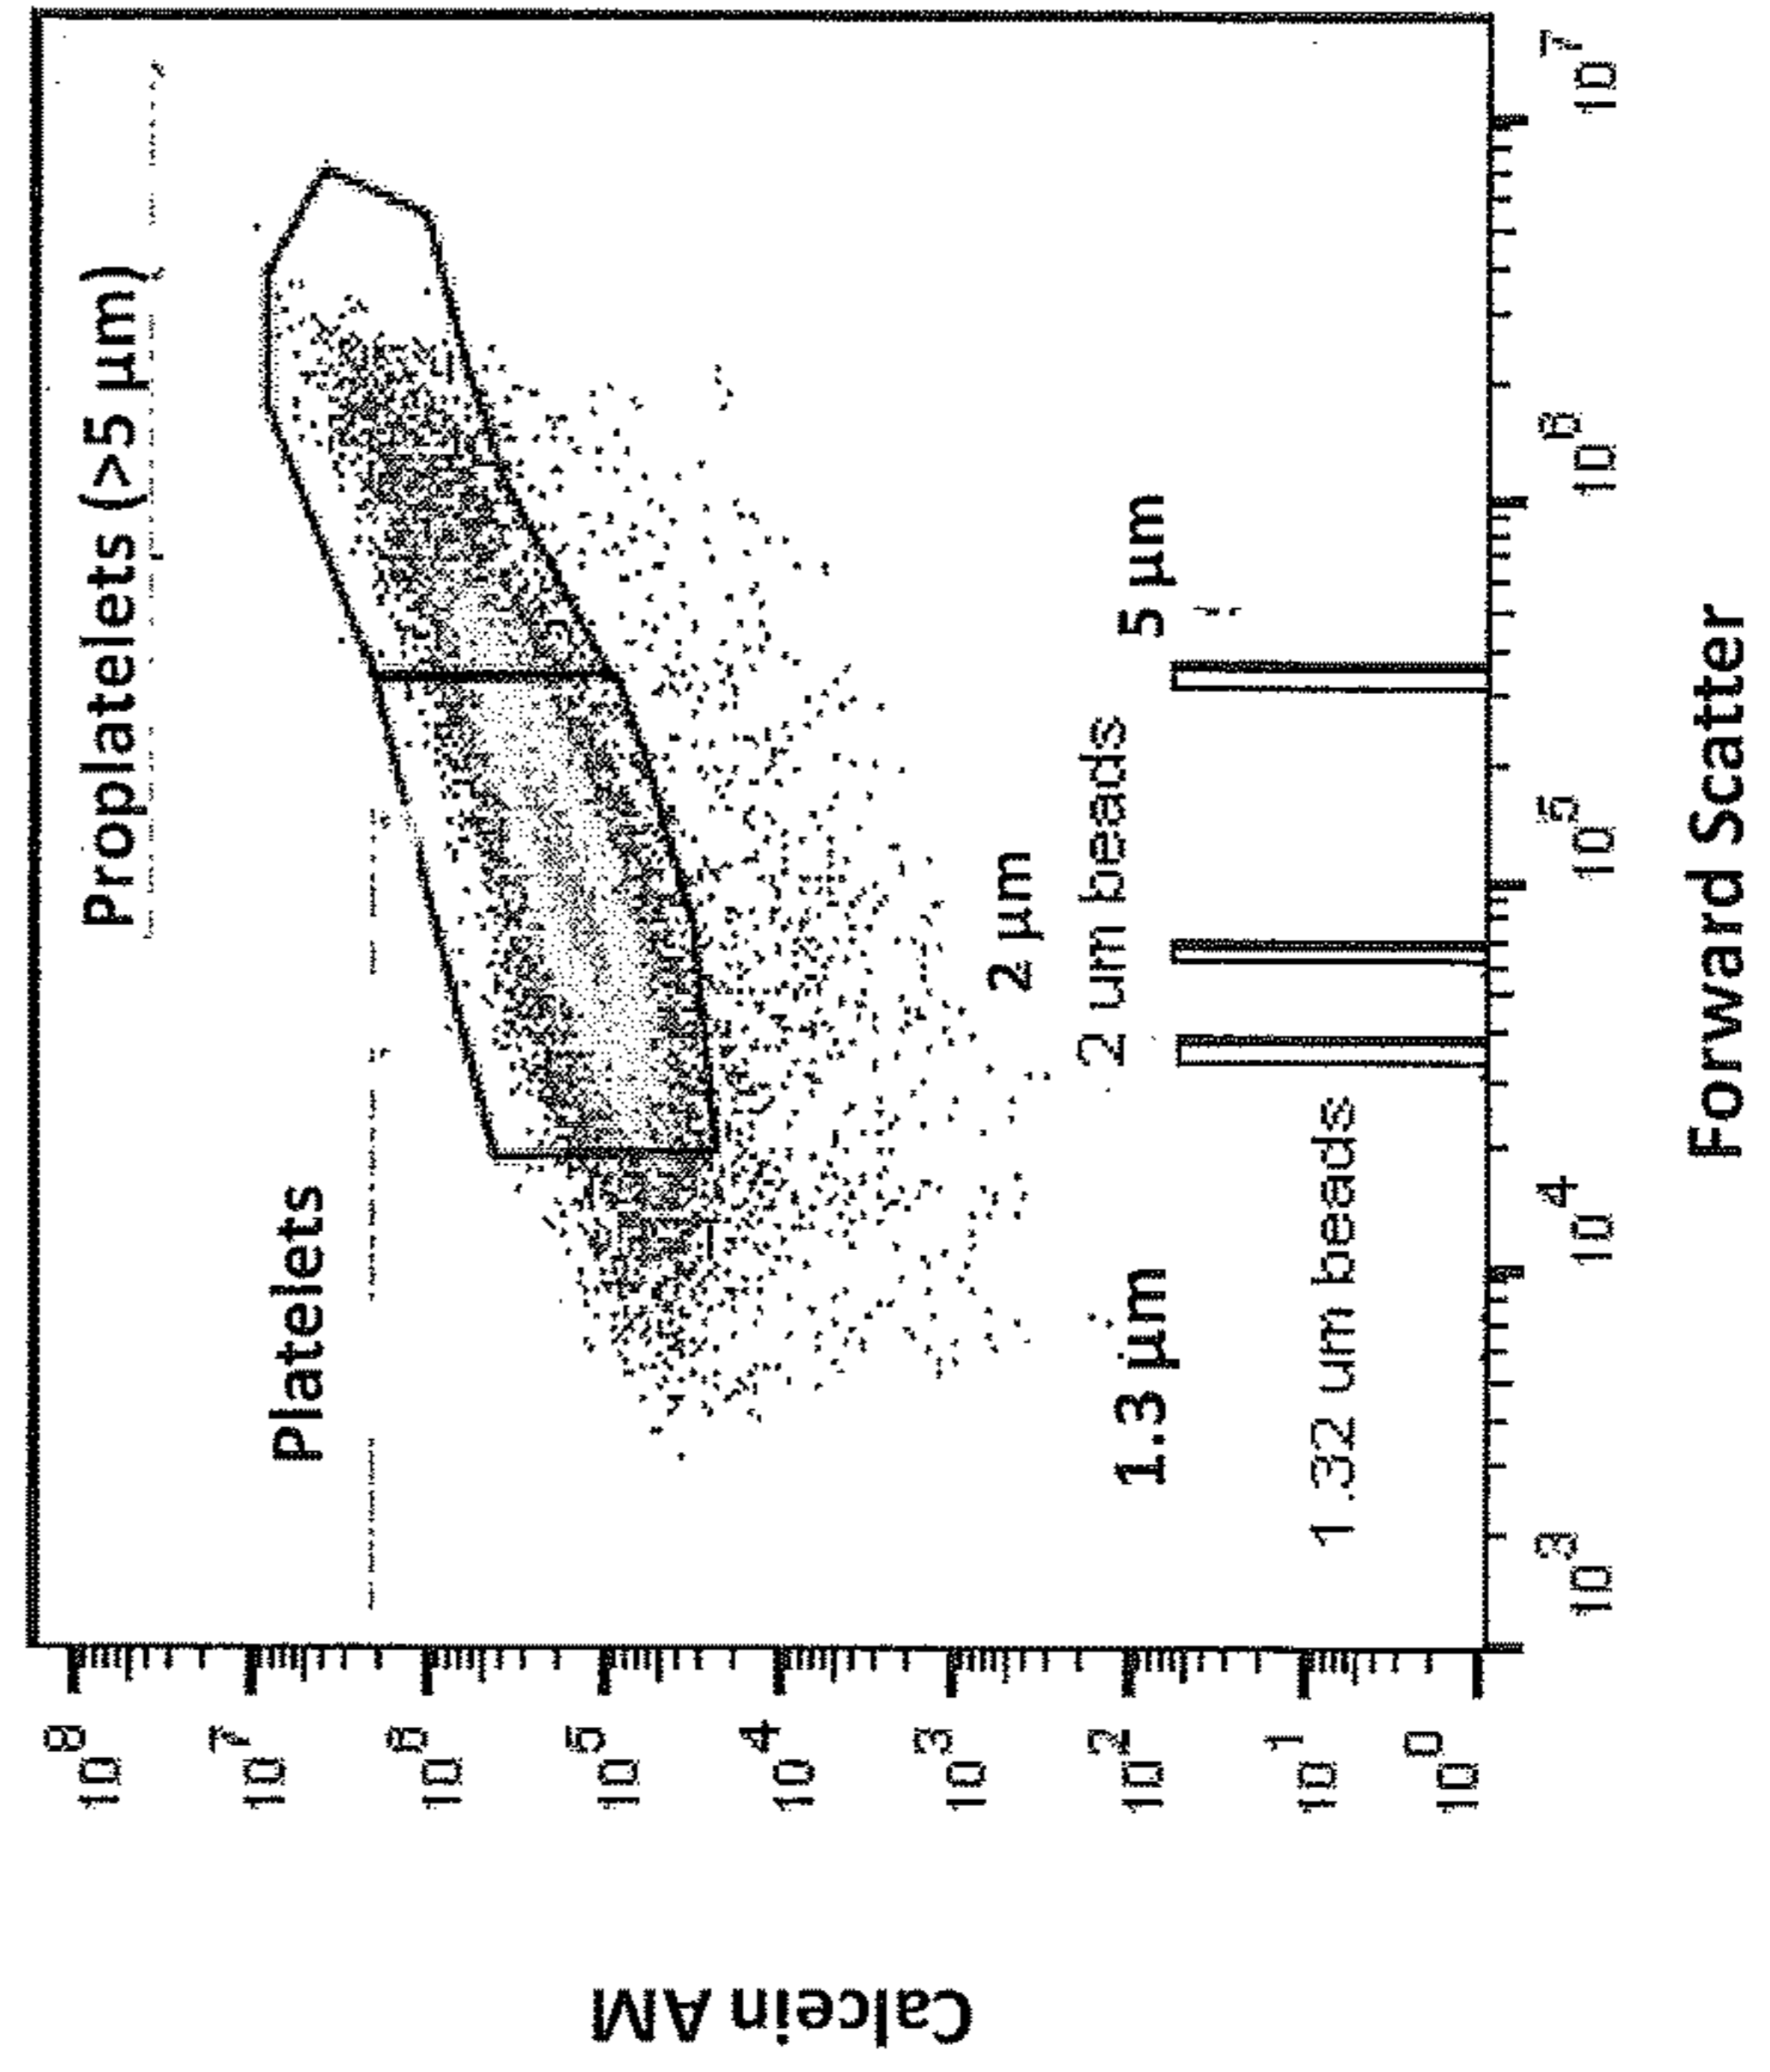 Proplatelets (>5 µm)
Platelets
Calcein AM
10^8
10^7
10^6
10^5
10^4
10^3
10^2
10^1
10^0
2 µm
2 um beads
5 µm
1.3 µm
1.32 um beads
10^3
10^4
10^5
10^6
10^7
Forward Scatter